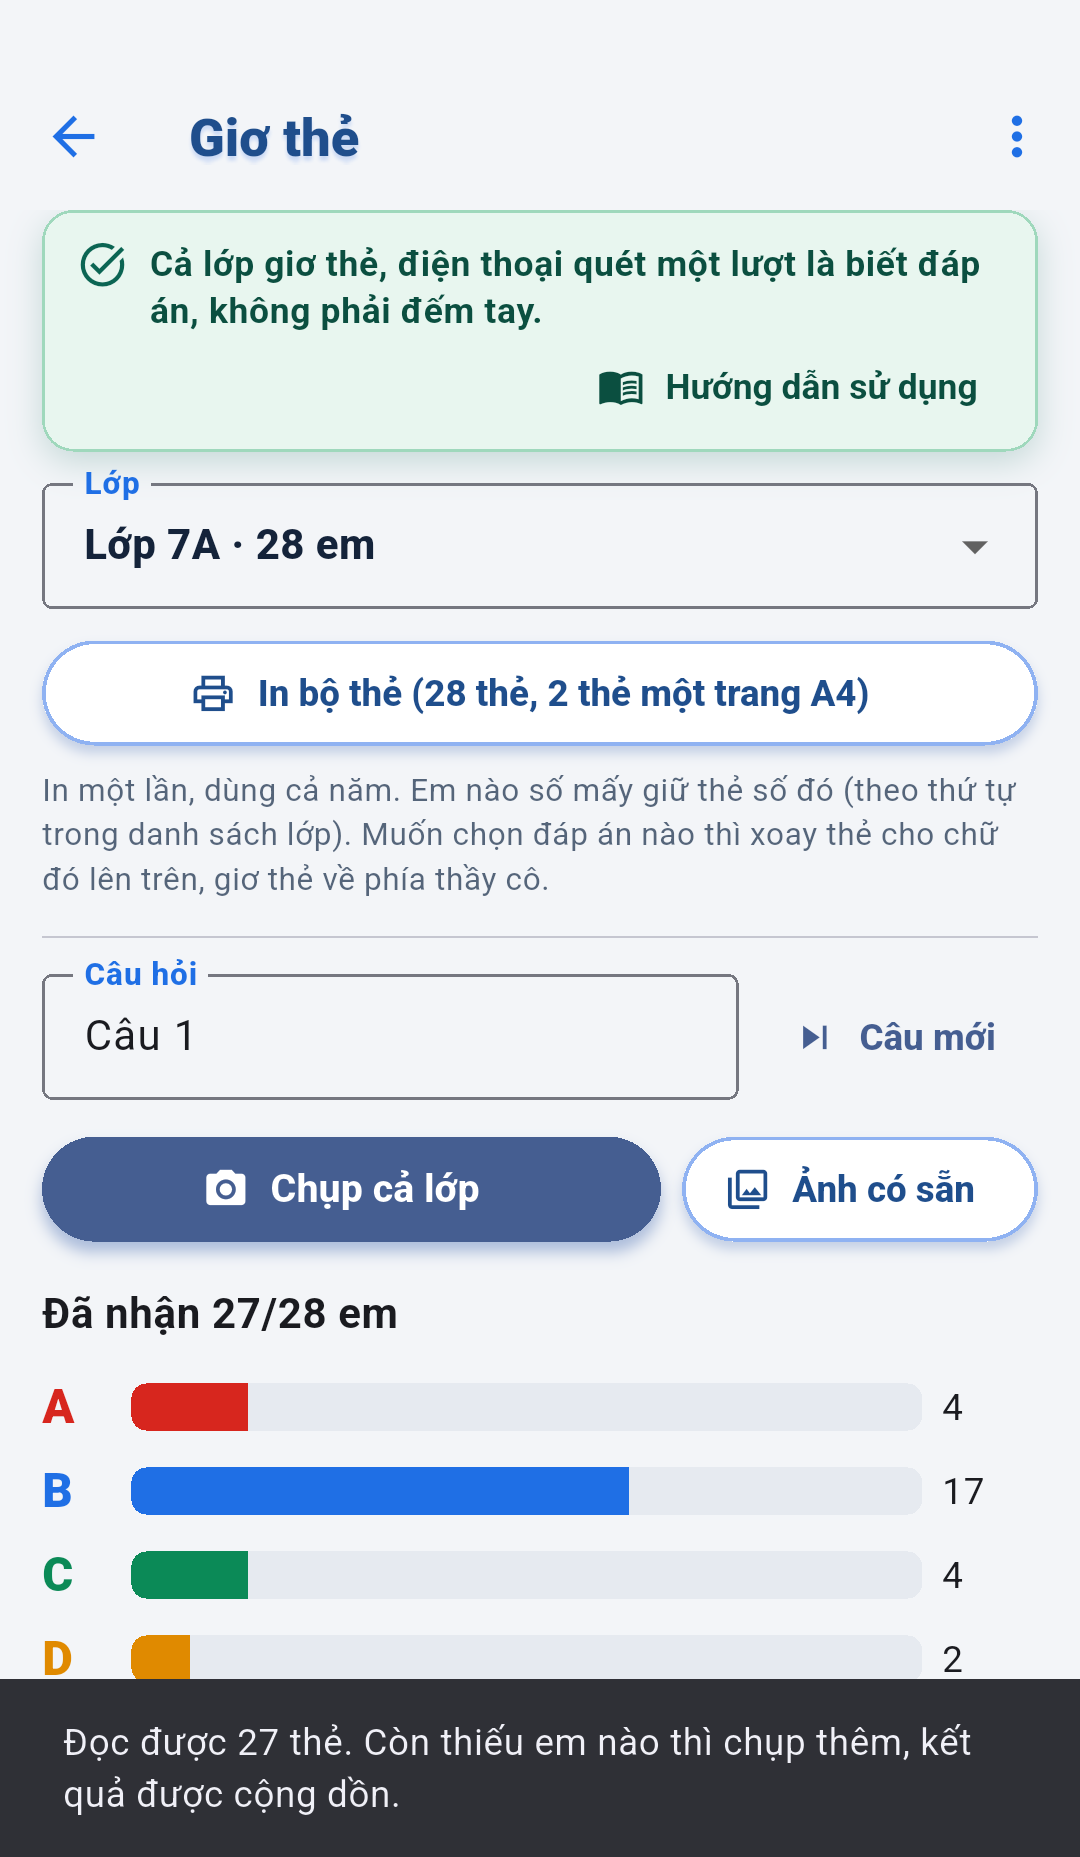 Giơ thẻ
Cả lớp giơ thẻ, điện thoại quét một lượt là biết đáp
án, không phải đếm tay.
Hướng dẫn sử dụng
Lớp
Lớp 7A · 28 em
In bộ thẻ (28 thẻ, 2 thẻ một trang A4)
In một lần, dùng cả năm. Em nào số mấy giữ thẻ số đó (theo thứ tự
trong danh sách lớp). Muốn chọn đáp án nào thì xoay thẻ cho chữ
đó lên trên, giơ thẻ về phía thầy cô.
Câu hỏi
Câu 1
Câu mới
Chụp cả lớp
Ảnh có sẵn
Đã nhận 27/28 em
A 4
B 17
C 4
D 2
Đọc được 27 thẻ. Còn thiếu em nào thì chụp thêm, kết
quả được cộng dồn.